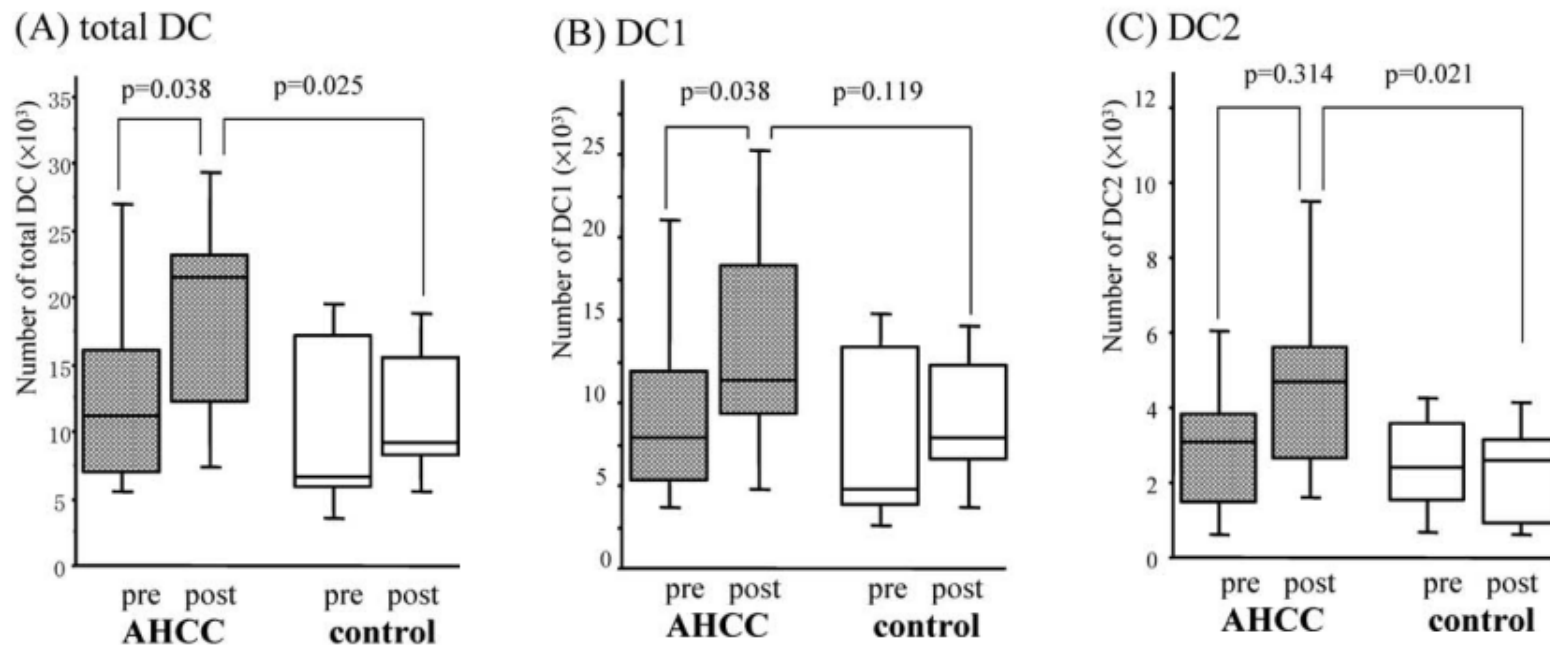 (A) total DC
p=0.038 p=0.025
Number of total DC (×10³)
35
30
25
20
15
10
5
0
pre post pre post
AHCC control
(B) DC1
p=0.038 p=0.119
Number of DC1 (×10³)
25
20
15
10
5
0
pre post pre post
AHCC control
(C) DC2
p=0.314 p=0.021
Number of DC2 (×10³)
12
10
8
6
4
2
0
pre post pre post
AHCC control